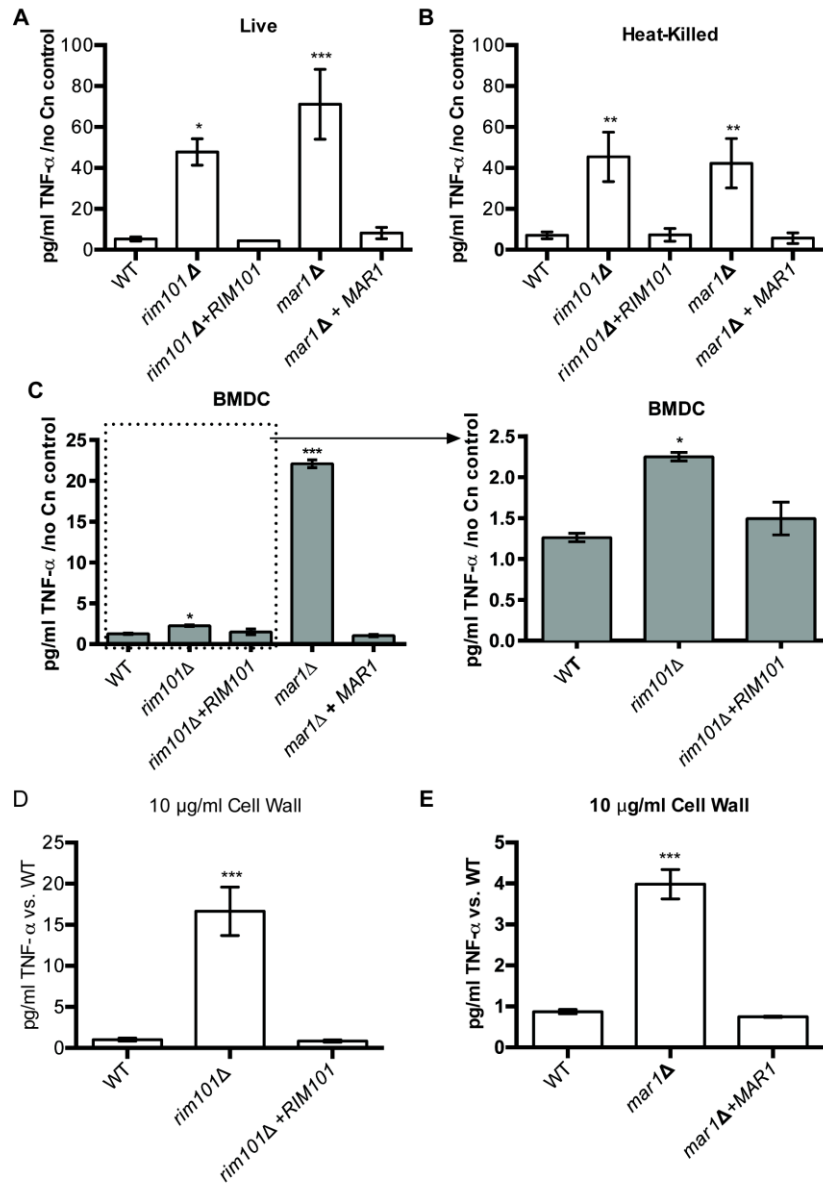 A
Live
pg/ml TNF-α /no Cn control
100
80
60
40
20
0
*
***
WT
rim101Δ
rim101Δ+RIM101
mar1Δ
mar1Δ + MAR1
B
Heat-Killed
pg/ml TNF-α /no Cn control
100
80
60
40
20
0
**
**
WT
rim10 1Δ
rim101Δ+RIM101
mar1Δ
mar1Δ + MAR1
C
BMDC
pg/ml TNF-α /no Cn control
25
20
15
10
5
0
*
***
WT
rim101Δ
rim101Δ+RIM101
mar1Δ
mar1Δ + MAR1
BMDC
pg/ml TNF-α /no Cn control
2.5
2.0
1.5
1.0
0.5
0.0
*
WT
rim101Δ
rim101Δ+RIM101
D
10 µg/ml Cell Wall
pg/ml TNF-α vs. WT
25
20
15
10
5
0
***
WT
rim101Δ
rim101Δ +RIM101
E
10 µg/ml Cell Wall
pg/ml TNF-α vs. WT
5
4
3
2
1
0
***
WT
mar1Δ
mar1Δ+MAR1